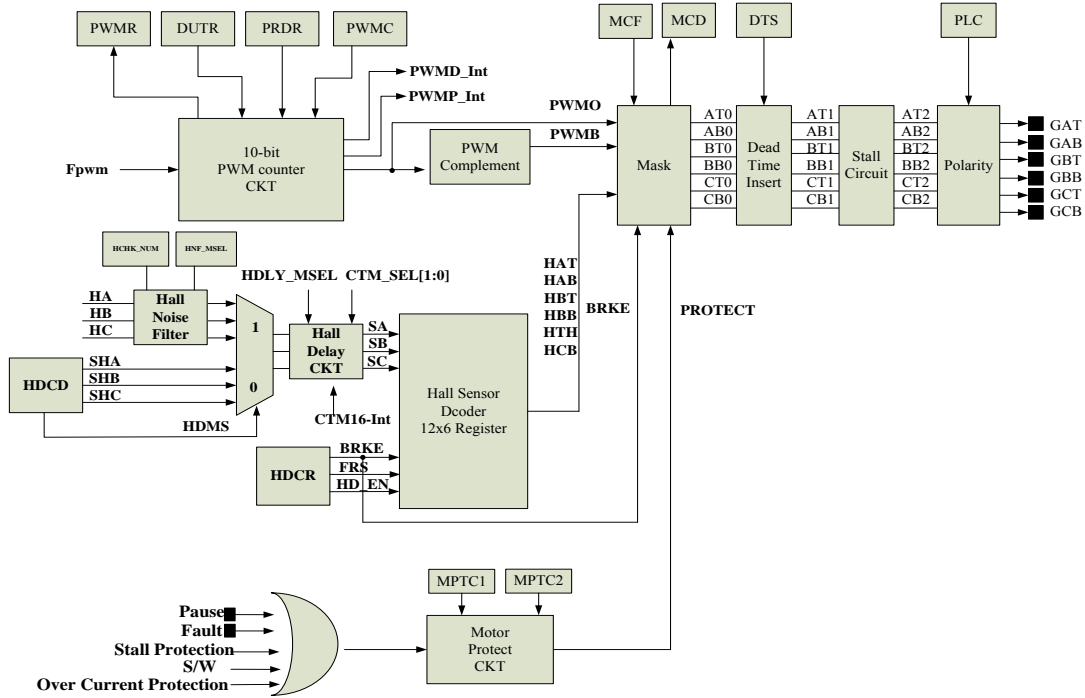 PWMR
DUTR
PRDR
PWMC
MCF
MCD
DTS
PLC
PWMD_Int
PWMP_Int
10-bit
PWM counter
CKT
Fpwm
PWM
Complement
PWMO
PWMB
Mask
AT0
AB0
BT0
BB0
CT0
CB0
Dead
Time
Insert
AT1
AB1
BT1
BB1
CT1
CB1
Stall
Circuit
AT2
AB2
BT2
BB2
CT2
CB2
Polarity
GAT
GAB
GBT
GBB
GCT
GCB
HCHK_NUM
HNF_MSEL
HA
HB
HC
Hall
Noise
Filter
HDLY_MSEL
CTM_SEL[1:0]
1
0
Hall
Delay
CKT
SA
SB
SC
HDCD
SHA
SHB
SHC
HDMS
CTM16-Int
Hall Sensor
Dcoder
12x6 Register
HAT
HAB
HBT
HBB
HTH
HCB
BRKE
PROTECT
HDCR
BRKE
FRS
HD_EN
MPTC1
MPTC2
Pause
Fault
Stall Protection
S/W
Over Current Protection
Motor
Protect
CKT